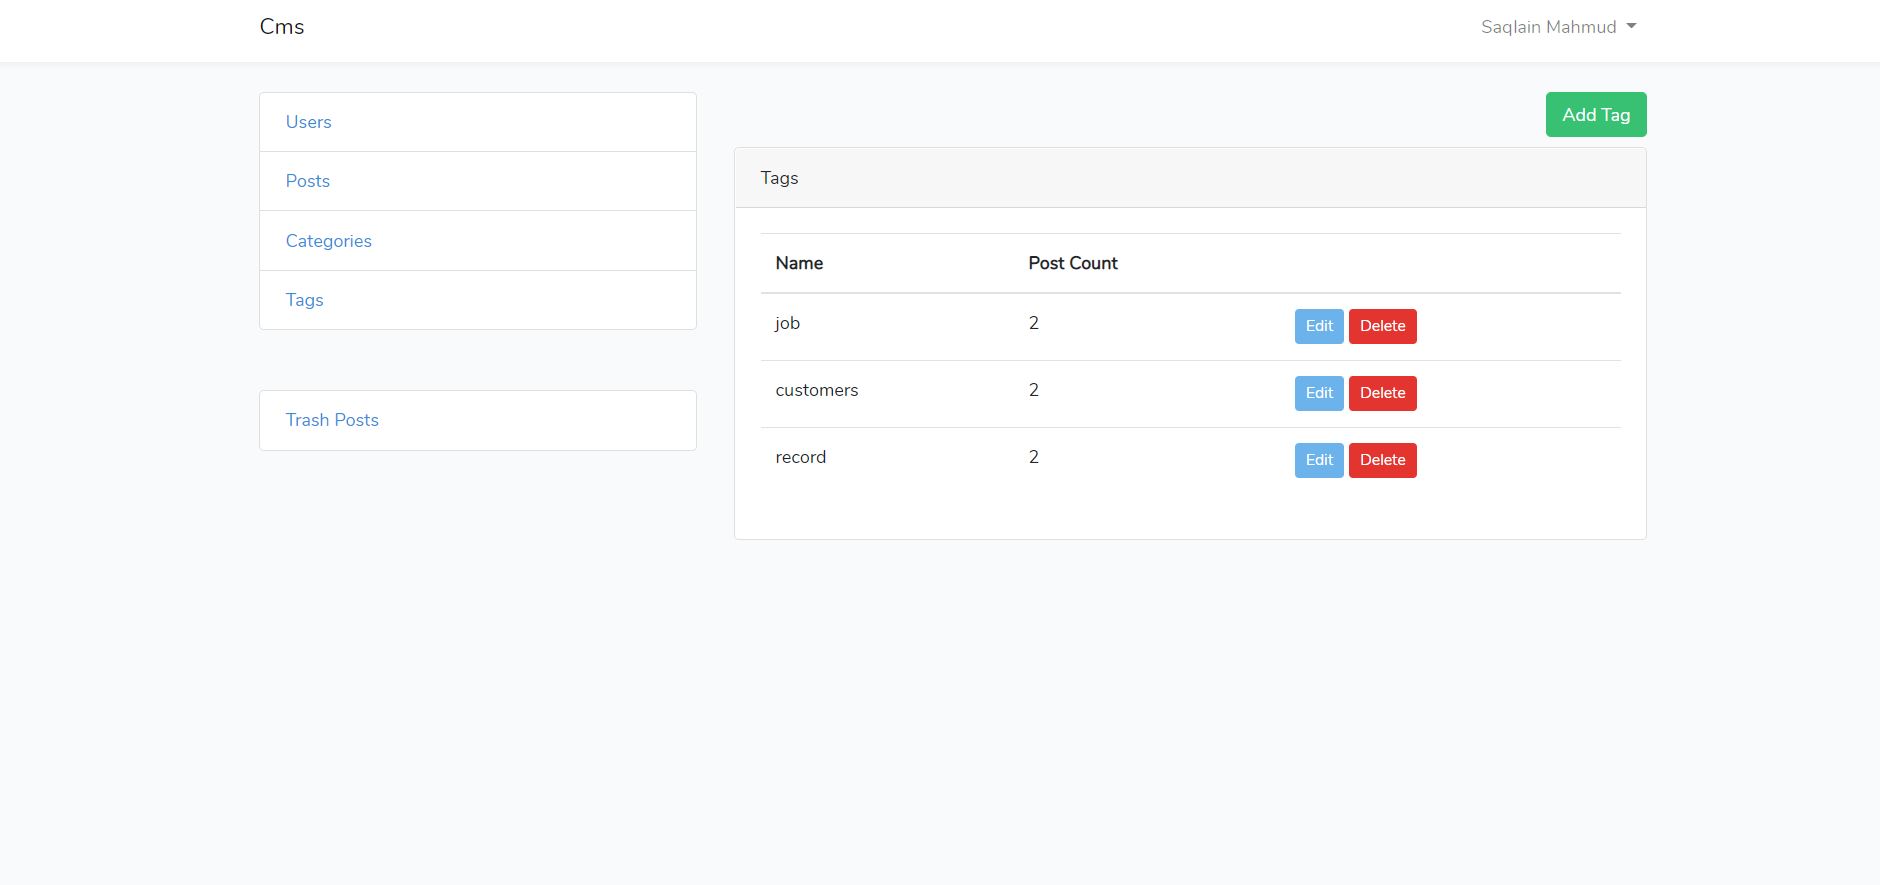 Cms
Saqlain Mahmud
Users
Posts
Categories
Tags
Trash Posts
Add Tag
Tags
Name Post Count
job 2 Edit Delete
customers 2 Edit Delete
record 2 Edit Delete